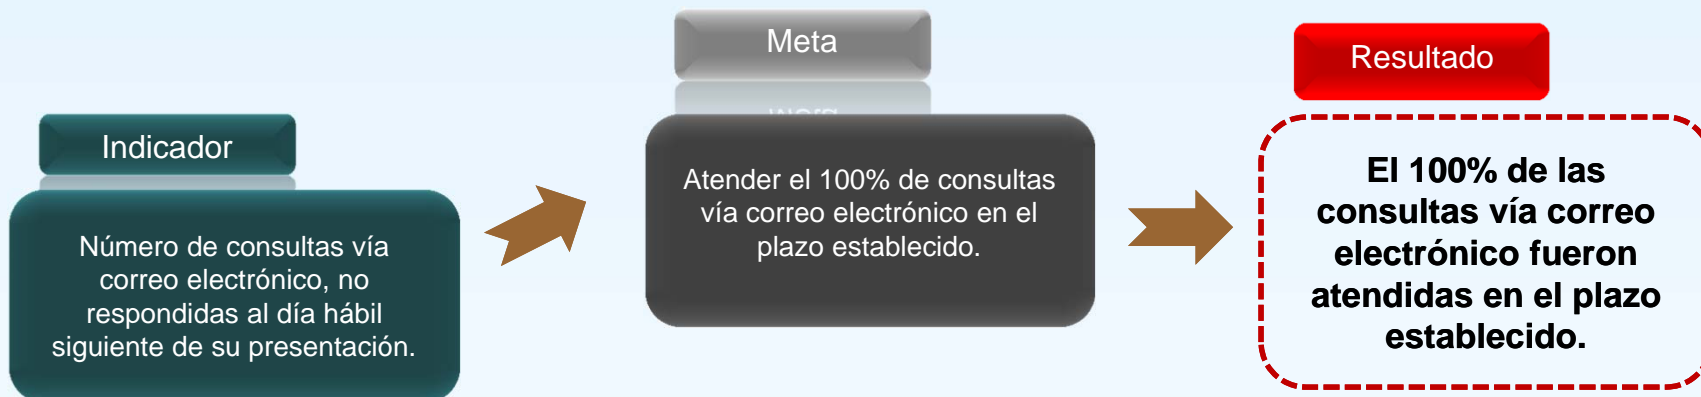 Indicador
Número de consultas vía
correo electrónico, no
respondidas al día hábil
siguiente de su presentación.
Meta
Atender el 100% de consultas
vía correo electrónico en el
plazo establecido.
Resultado
El 100% de las
consultas vía correo
electrónico fueron
atendidas en el plazo
establecido.